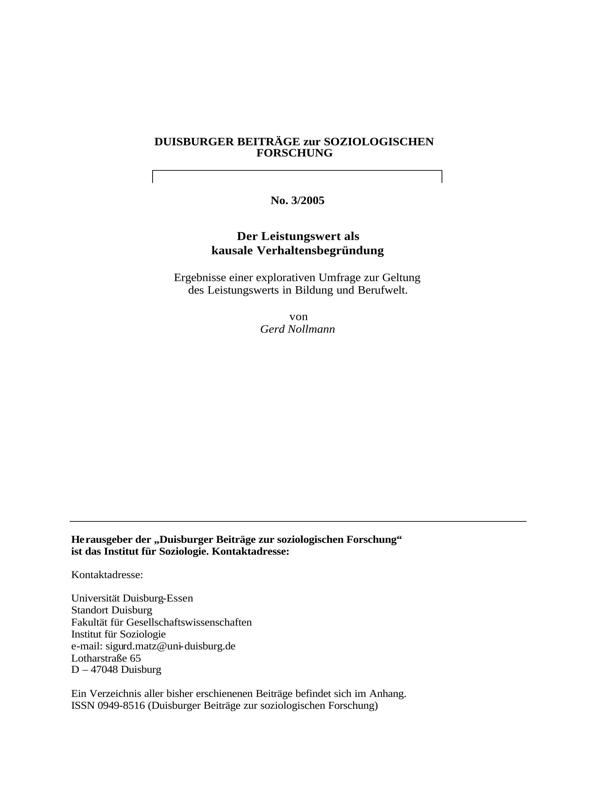 DUISBURGER BEITRÄGE zur SOZIOLOGISCHEN
FORSCHUNG
No. 3/2005
Der Leistungswert als
kausale Verhaltensbegründung
Ergebnisse einer explorativen Umfrage zur Geltung
des Leistungswerts in Bildung und Berufwelt.
von
Gerd Nollmann
Herausgeber der „Duisburger Beiträge zur soziologischen Forschung“
ist das Institut für Soziologie. Kontaktadresse:
Kontaktadresse:
Universität Duisburg-Essen
Standort Duisburg
Fakultät für Gesellschaftswissenschaften
Institut für Soziologie
e-mail: sigurd.matz@uni-duisburg.de
Lotharstraße 65
D – 47048 Duisburg
Ein Verzeichnis aller bisher erschienenen Beiträge befindet sich im Anhang.
ISSN 0949-8516 (Duisburger Beiträge zur soziologischen Forschung)